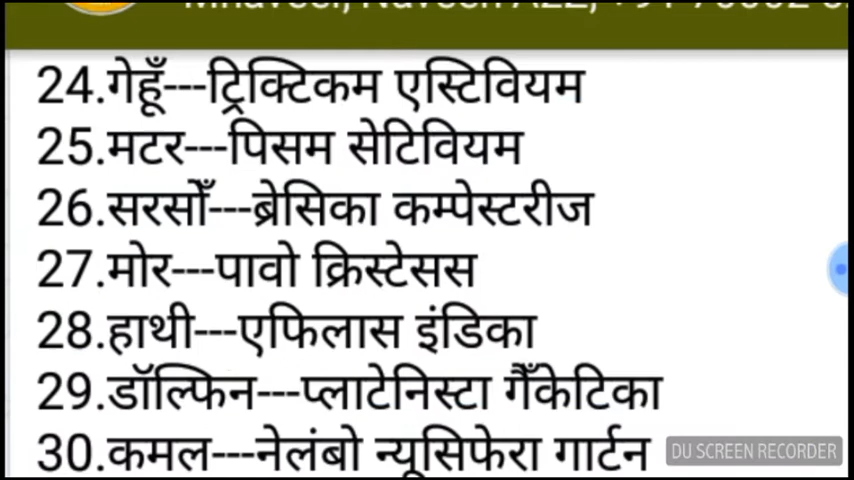 24.गेहूँ---ट्रिक्टिकम एस्टिवियम
25.मटर---पिसम सेटिवियम
26.सरसोँ---ब्रेसिका कम्पेस्टरीज
27.मोर---पावो क्रिस्टेसस
28.हाथी---एफिलास इंडिका
29.डॉल्फिन---प्लाटेनिस्टा गैँकेटिका
30.कमल---नेलंबो न्यूसिफेरा गार्टन
DU SCREEN RECORDER